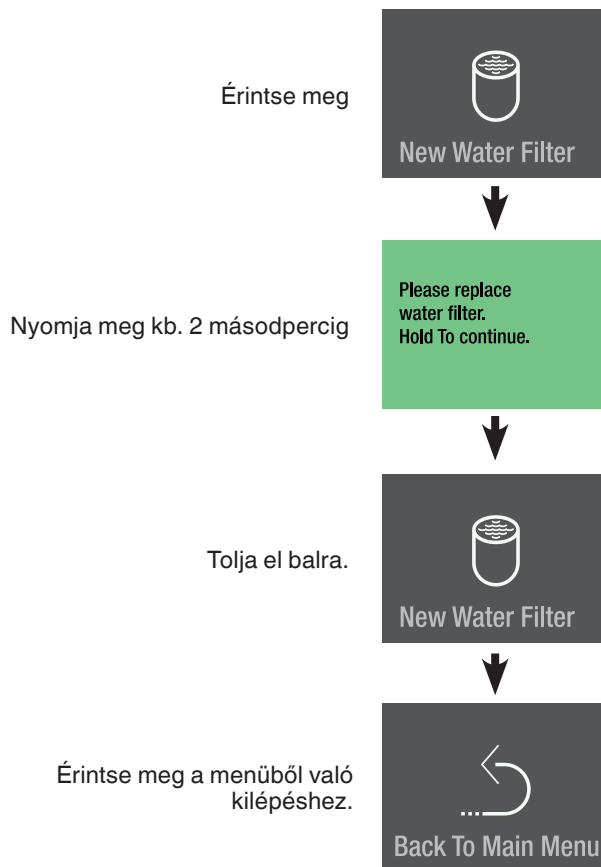 Érintse meg
New Water Filter
Nyomja meg kb. 2 másodpercig
Please replace
water filter.
Hold To continue.
Tolja el balra.
New Water Filter
Érintse meg a menüből való
kilépéshez.
Back To Main Menu